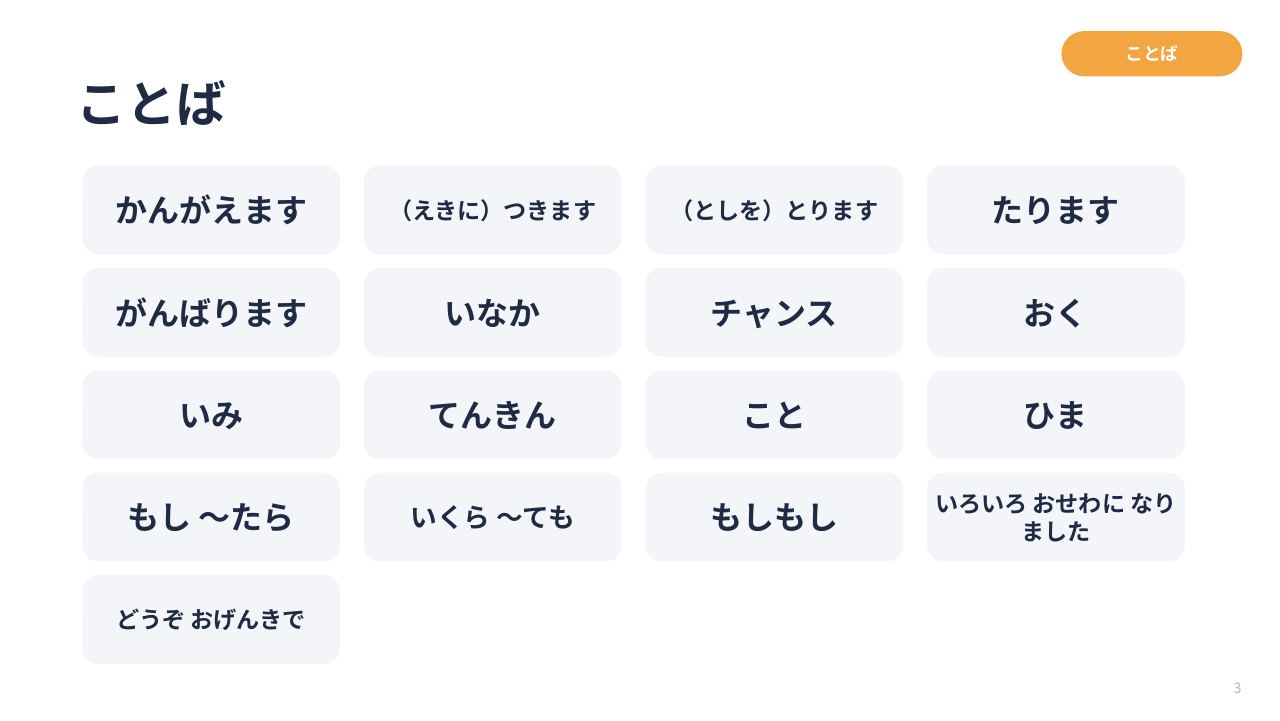 ことば
ことば
かんがえます
（えきに）つきます
（としを）とります
たります
がんばります
いなか
チャンス
おく
いみ
てんきん
こと
ひま
もし ～たら
いくら ～ても
もしもし
いろいろ おせわに なり
ました
どうぞ おげんきで
3